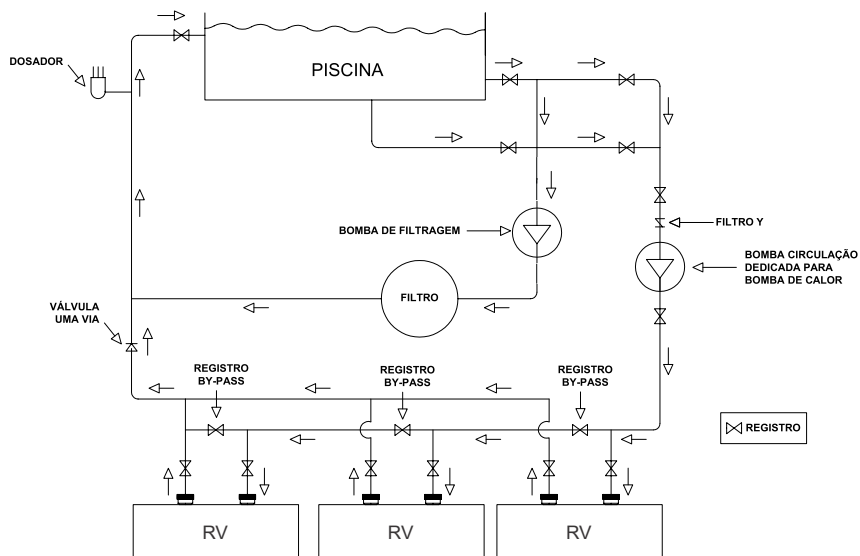 DOSADOR
PISCINA
BOMBA DE FILTRAGEM
FILTRO Y
BOMBA CIRCULAÇÃO
DEDICADA PARA
BOMBA DE CALOR
FILTRO
VÁLVULA
UMA VIA
REGISTRO
BY-PASS
REGISTRO
BY-PASS
REGISTRO
BY-PASS
REGISTRO
RV
RV
RV